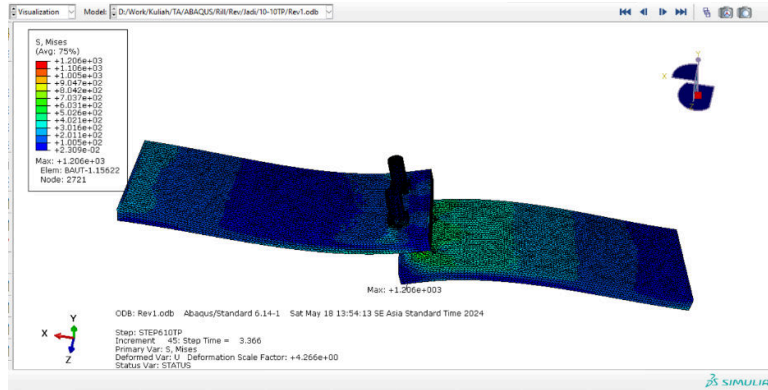 Visualization Model: D:/Work/Kuliah/TA/ABAQUS/Rill/Rev/Jadi/10-10TP/Rev1.odb
S, Mises
(Avg: 75%)
+1.206e+03
+1.106e+03
+1.005e+03
+9.047e+02
+8.042e+02
+7.037e+02
+6.031e+02
+5.026e+02
+4.021e+02
+3.016e+02
+2.011e+02
+1.005e+02
+2.309e-02
Max: +1.206e+03
Elem: BAUT-1.15622
Node: 2721
Y
X
Z
Max: +1.206e+003
ODB: Rev1.odb Abaqus/Standard 6.14-1 Sat May 18 13:54:13 SE Asia Standard Time 2024
Y
X
Z
Step: STEP610TP
Increment 45: Step Time = 3.366
Primary Var: S, Mises
Deformed Var: U Deformation Scale Factor: +4.266e+00
Status Var: STATUS
SIMULIA